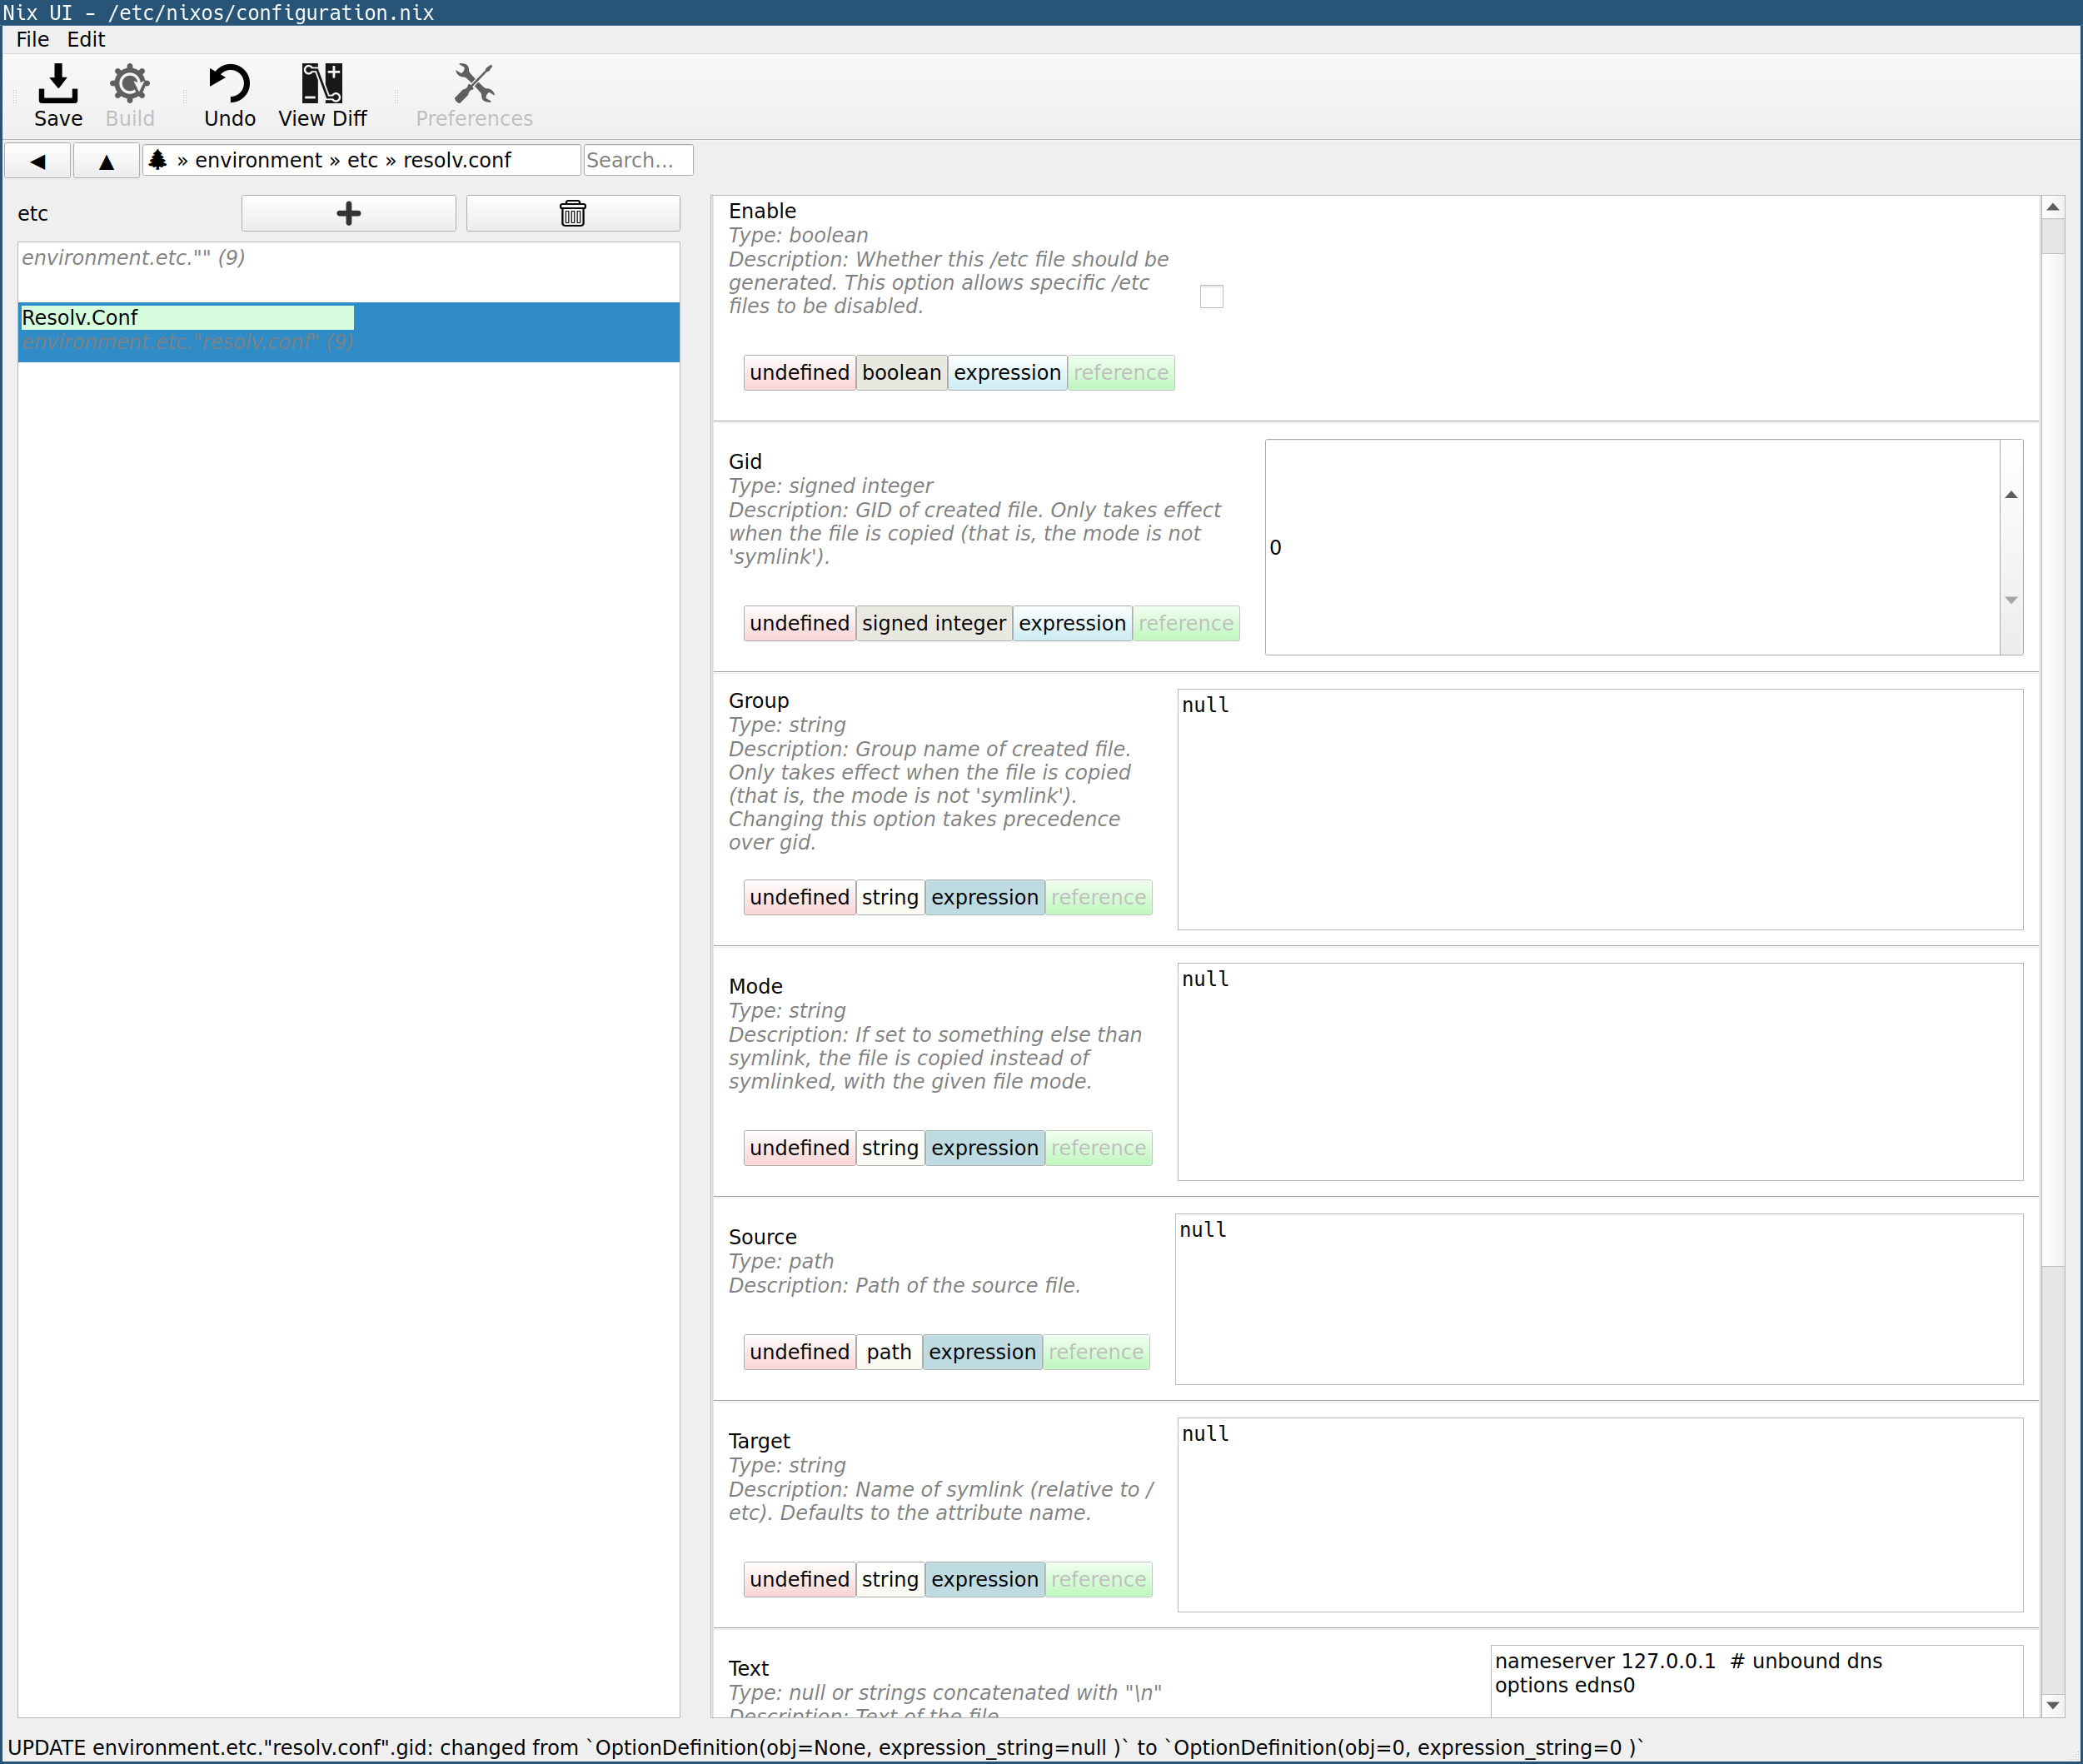 Nix UI – /etc/nixos/configuration.nix
File Edit
Save Build Undo View Diff Preferences
◀ ▲ » environment » etc » resolv.conf Search...
etc
environment.etc."" (9)
Resolv.Conf
environment.etc."resolv.conf" (9)
Enable
Type: boolean
Description: Whether this /etc file should be
generated. This option allows specific /etc
files to be disabled.
undefined boolean expression reference
Gid
Type: signed integer
Description: GID of created file. Only takes effect
when the file is copied (that is, the mode is not
'symlink').
0
undefined signed integer expression reference
Group
Type: string
Description: Group name of created file.
Only takes effect when the file is copied
(that is, the mode is not 'symlink').
Changing this option takes precedence
over gid.
null
undefined string expression reference
Mode
Type: string
Description: If set to something else than
symlink, the file is copied instead of
symlinked, with the given file mode.
null
undefined string expression reference
Source
Type: path
Description: Path of the source file.
null
undefined path expression reference
Target
Type: string
Description: Name of symlink (relative to /
etc). Defaults to the attribute name.
null
undefined string expression reference
Text
Type: null or strings concatenated with "\n"
Description: Text of the file.
nameserver 127.0.0.1  # unbound dns
options edns0
UPDATE environment.etc."resolv.conf".gid: changed from `OptionDefinition(obj=None, expression_string=null )` to `OptionDefinition(obj=0, expression_string=0 )`